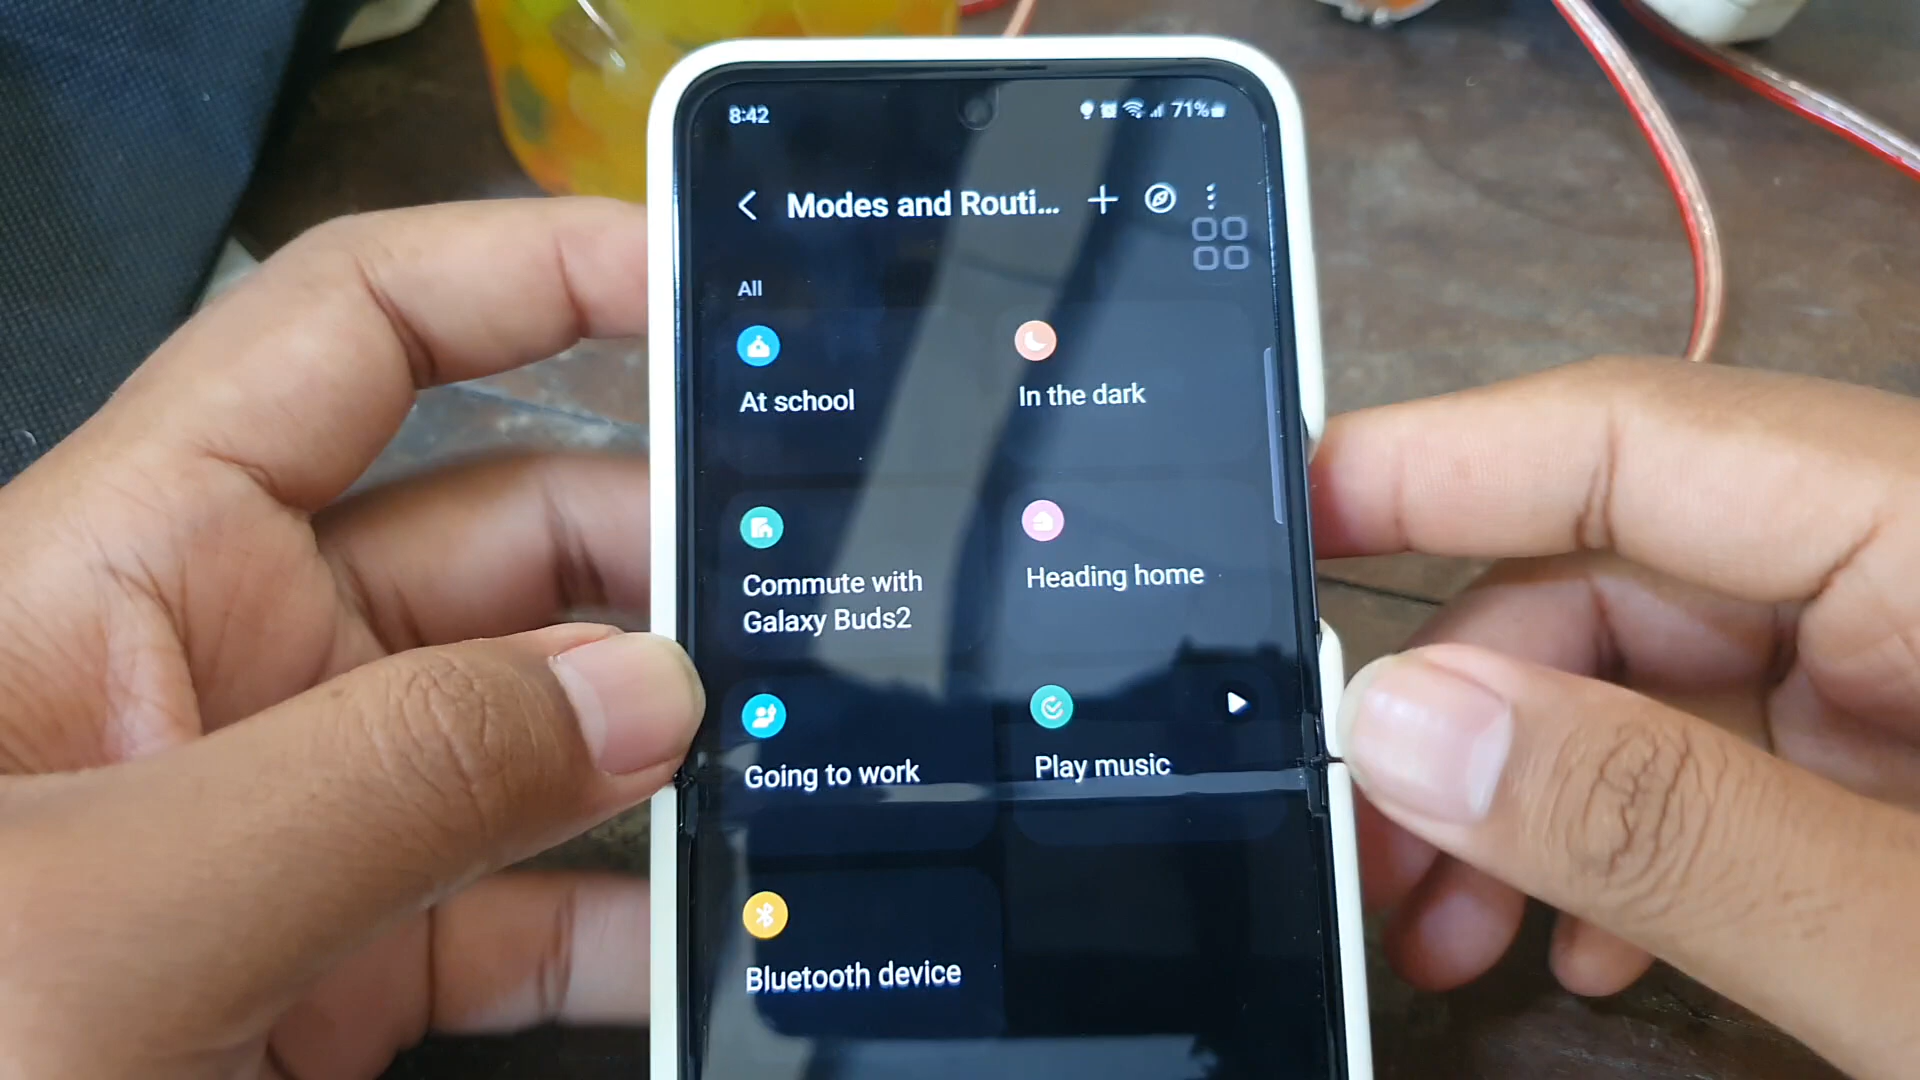 8:42
71%
Modes and Routi...
All
At school
In the dark
Commute with
Galaxy Buds2
Heading home
Going to work
Play music
Bluetooth device